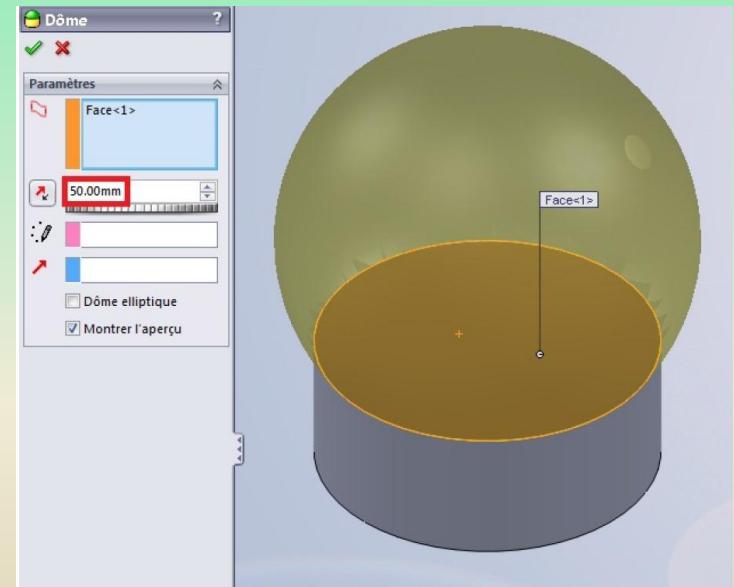 Dôme ?
Paramètres
Face<1>
50.00mm
Dôme elliptique
Montrer l'aperçu
Face<1>